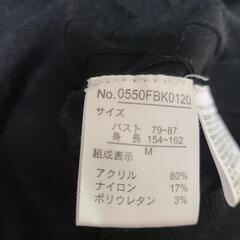 No. 0550FBK0120
サイズ
バスト 79~87
身長 154~162
M
組成表示
アクリル 80%
ナイロン 17%
ポリウレタン 3%